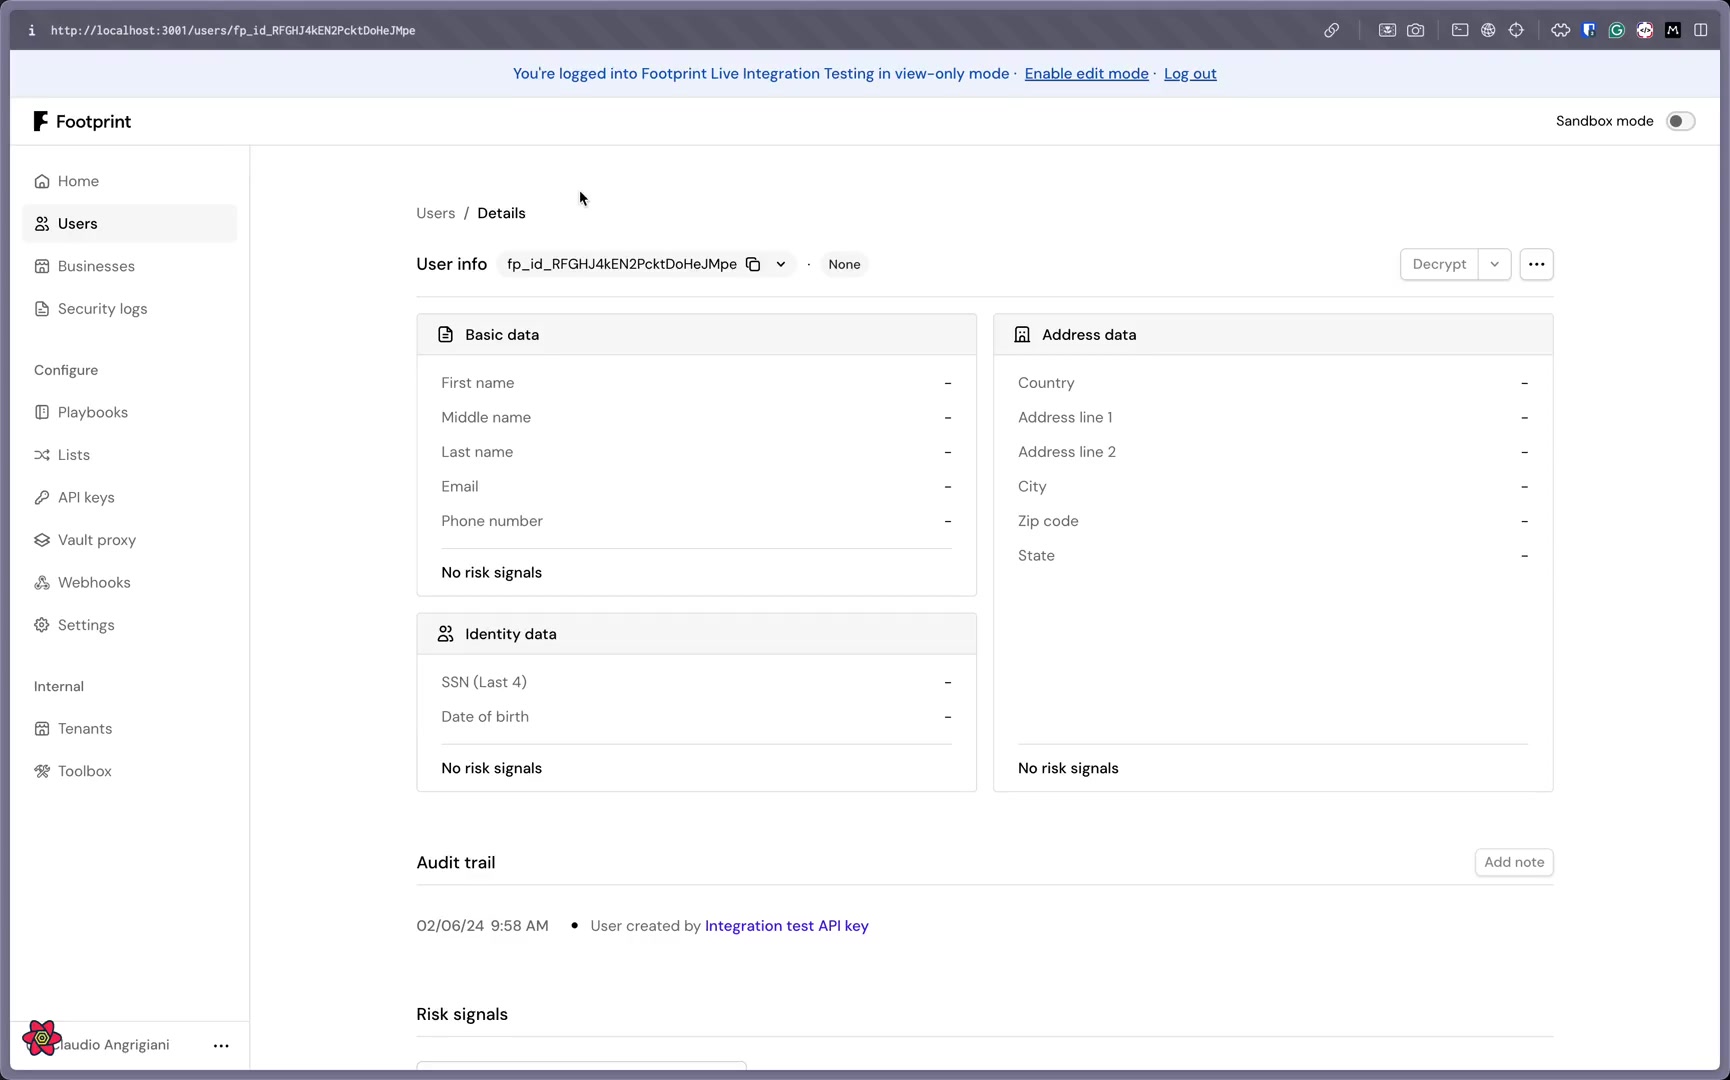 http://localhost:3001/users/fp_id_RFGHJ4kEN2PcktDoHeJMpe
You're logged into Footprint Live Integration Testing in view-only mode · Enable edit mode · Log out
Footprint
Sandbox mode
Home
Users
Businesses
Security logs
Configure
Playbooks
Lists
API keys
Vault proxy
Webhooks
Settings
Internal
Tenants
Toolbox
laudio Angrigiani
Users / Details
User info fp_id_RFGHJ4kEN2PcktDoHeJMpe · None
Decrypt
Basic data
First name -
Middle name -
Last name -
Email -
Phone number -
No risk signals
Identity data
SSN (Last 4) -
Date of birth -
No risk signals
Address data
Country -
Address line 1 -
Address line 2 -
City -
Zip code -
State -
No risk signals
Audit trail
Add note
02/06/24 9:58 AM • User created by Integration test API key
Risk signals